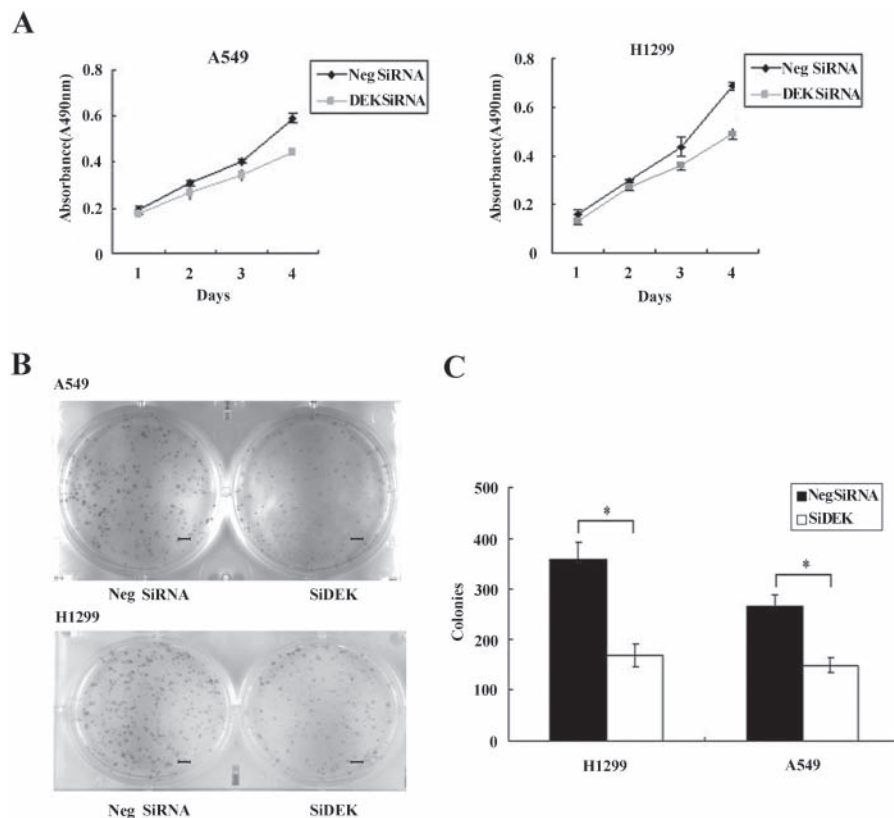 A
A549
Neg SiRNA
DEKSiRNA
Absorbance(A490nm)
0.8
0.6
0.4
0.2
0
1 2 3 4
Days
H1299
Neg SiRNA
DEKSiRNA
Absorbance(A490nm)
0.8
0.6
0.4
0.2
0
1 2 3 4
Days
B
A549
Neg SiRNA SiDEK
H1299
Neg SiRNA SiDEK
C
NegSiRNA
SiDEK
Colonies
500
400
300
200
100
0
*
*
H1299 A549